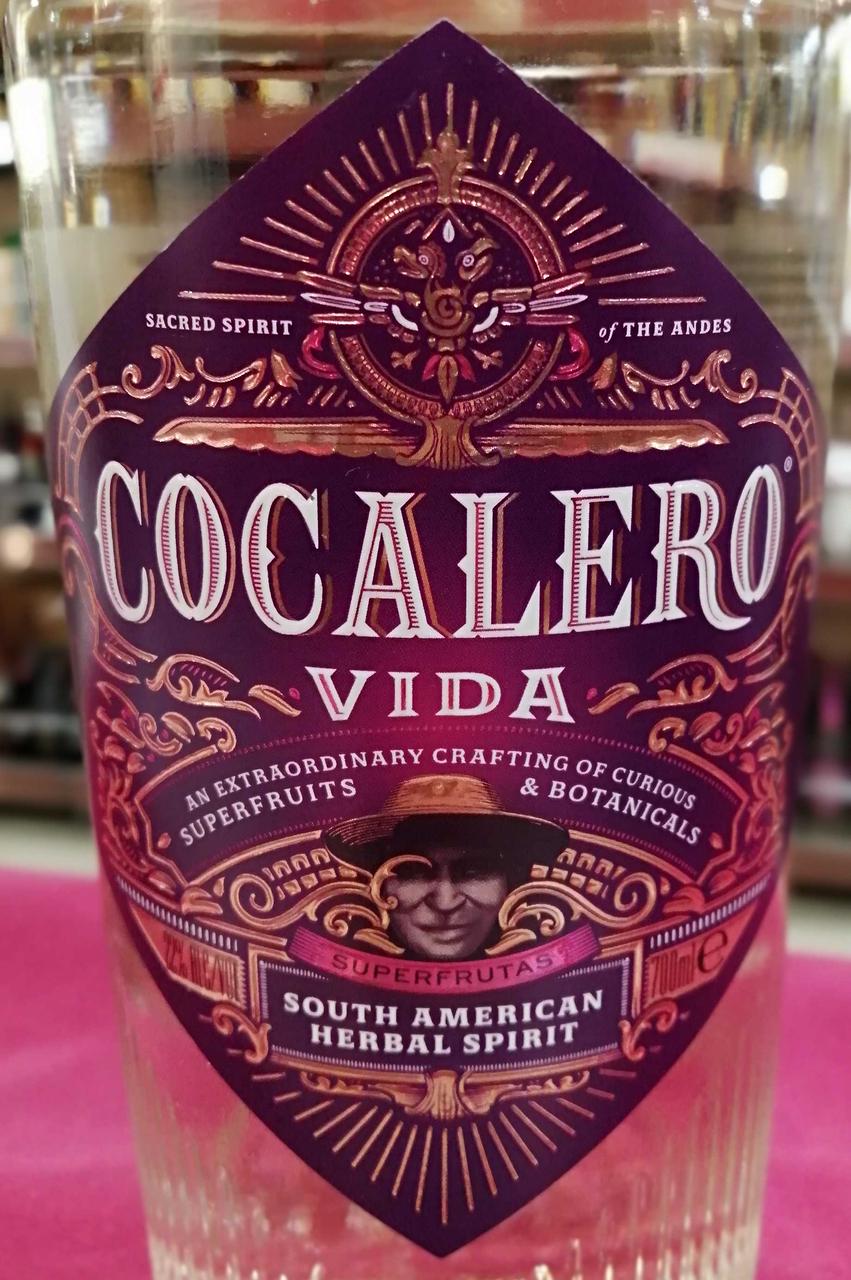 SACRED SPIRIT of THE ANDES
COCALERO®
VIDA
AN EXTRAORDINARY CRAFTING OF CURIOUS
SUPERFRUITS & BOTANICALS
SUPERFRUTAS
700ml e
SOUTH AMERICAN
HERBAL SPIRIT